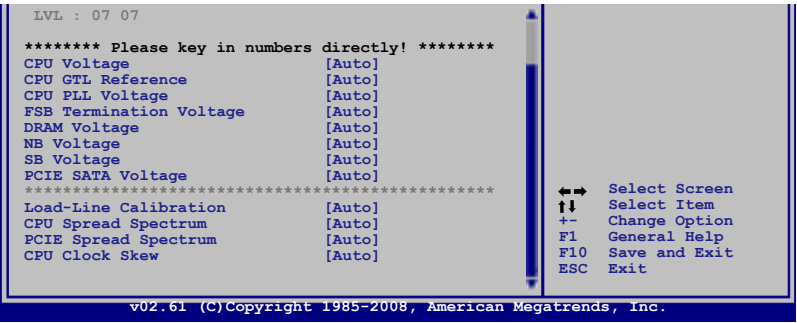 LVL : 07 07
******** Please key in numbers directly! ********
CPU Voltage [Auto]
CPU GTL Reference [Auto]
CPU PLL Voltage [Auto]
FSB Termination Voltage [Auto]
DRAM Voltage [Auto]
NB Voltage [Auto]
SB Voltage [Auto]
PCIE SATA Voltage [Auto]
**************************************************
Load-Line Calibration [Auto]
CPU Spread Spectrum [Auto]
PCIE Spread Spectrum [Auto]
CPU Clock Skew [Auto]
←→ Select Screen
↑↓ Select Item
+- Change Option
F1 General Help
F10 Save and Exit
ESC Exit
v02.61 (C)Copyright 1985-2008, American Megatrends, Inc.